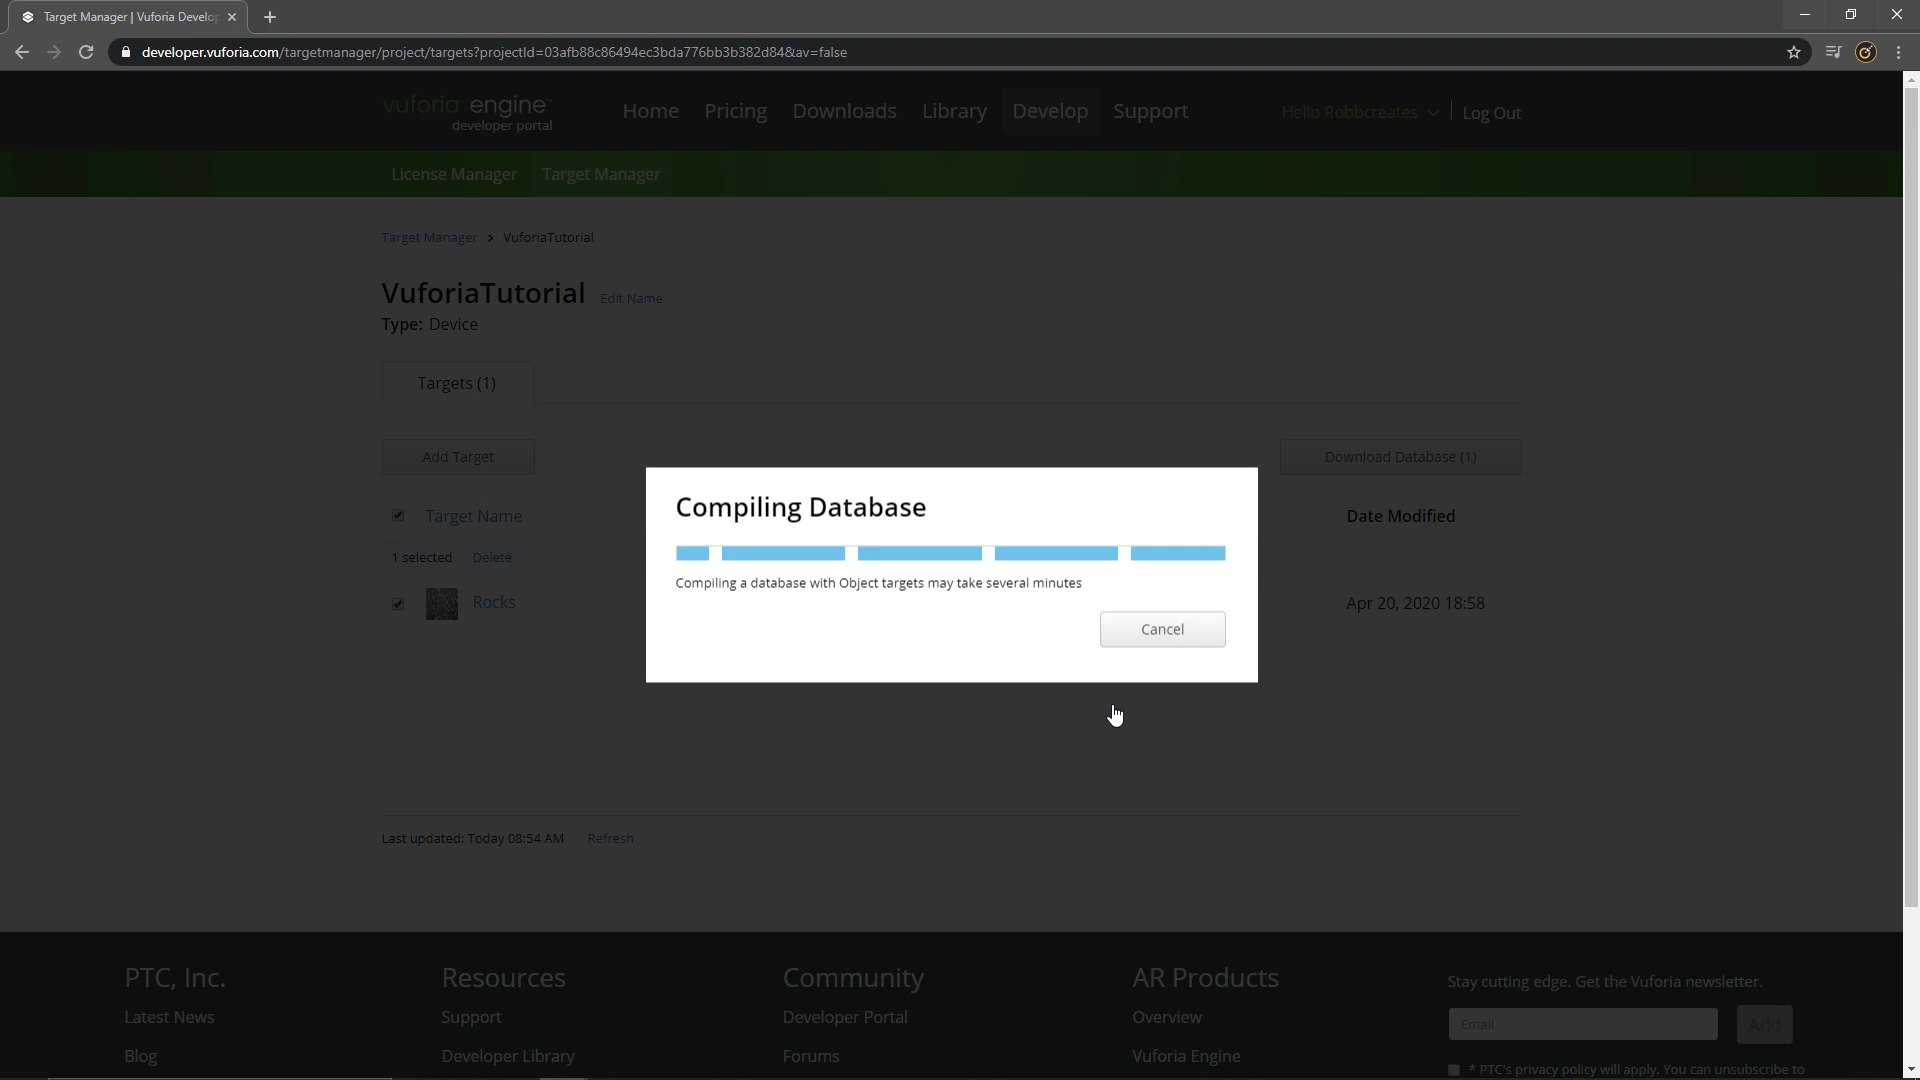 Target Manager | Vuforia Develop
developer.vuforia.com/targetmanager/project/targets?projectId=03afb88c86494ec3bda776bb3b382d84&av=false
vuforia engine™
developer portal
Home
Pricing
Downloads
Library
Develop
Support
Hello Robbcreates
Log Out
License Manager
Target Manager
Target Manager > VuforiaTutorial
VuforiaTutorial
Edit Name
Type: Device
Targets (1)
Add Target
Download Database (1)
Target Name
Date Modified
1 selected
Delete
Rocks
Apr 20, 2020 18:58
Compiling Database
Compiling a database with Object targets may take several minutes
Cancel
Last updated: Today 08:54 AM
Refresh
PTC, Inc.
Latest News
Blog
Resources
Support
Developer Library
Community
Developer Portal
Forums
AR Products
Overview
Vuforia Engine
Stay cutting edge. Get the Vuforia newsletter.
Email
Add
* PTC's privacy policy will apply. You can unsubscribe to